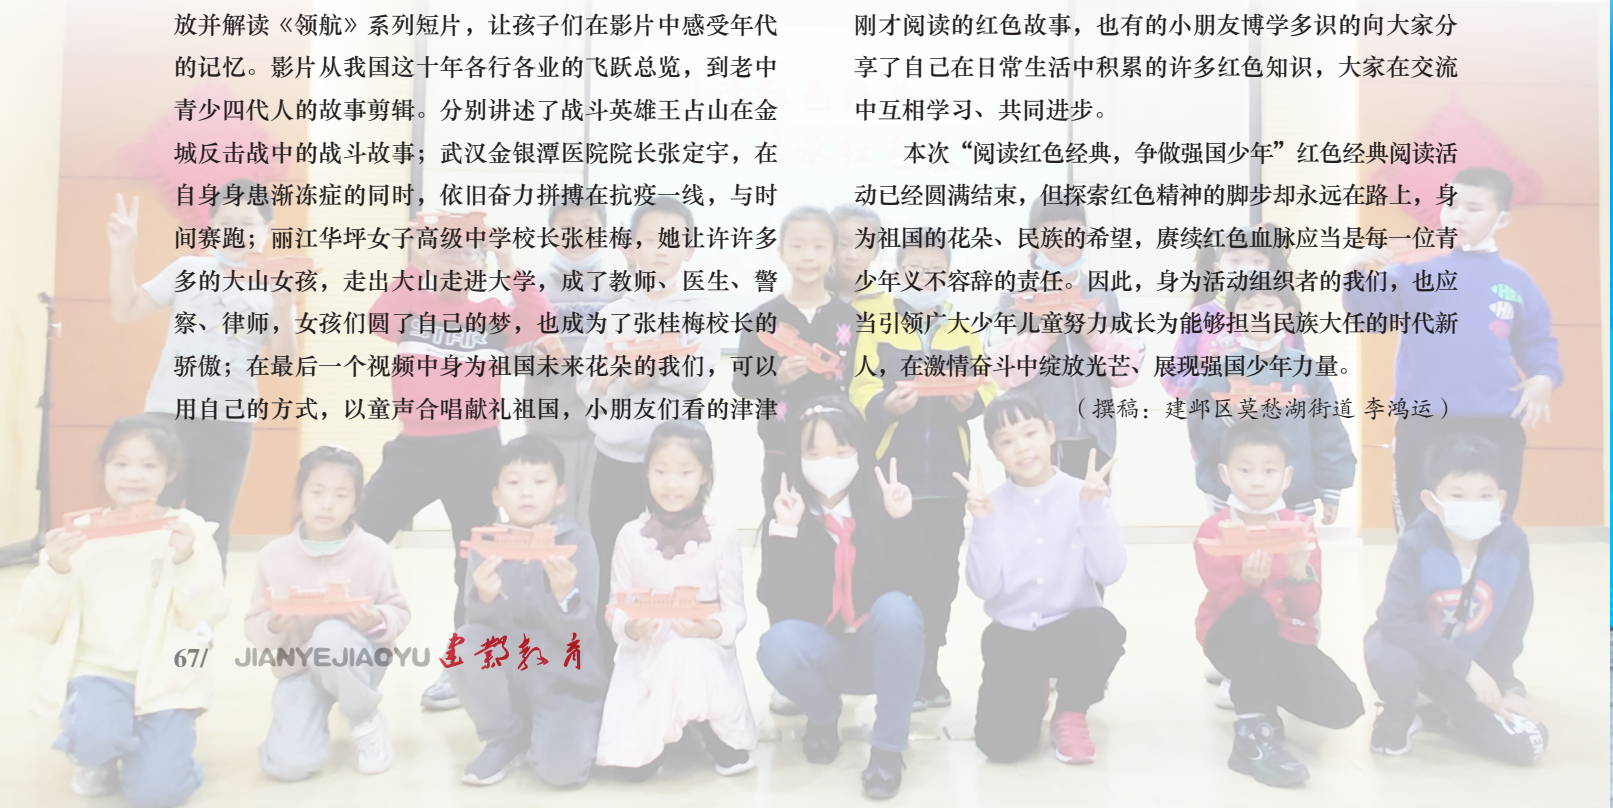 放并解读《领航》系列短片，让孩子们在影片中感受年代
的记忆。影片从我国这十年各行各业的飞跃总览，到老中
青少四代人的故事剪辑。分别讲述了战斗英雄王占山在金
城反击战中的战斗故事；武汉金银潭医院院长张定宇，在
自身身患渐冻症的同时，依旧奋力拼搏在抗疫一线，与时
间赛跑；丽江华坪女子高级中学校长张桂梅，她让许许多
多的大山女孩，走出大山走进大学，成了教师、医生、警
察、律师，女孩们圆了自己的梦，也成为了张桂梅校长的
骄傲；在最后一个视频中身为祖国未来花朵的我们，可以
用自己的方式，以童声合唱献礼祖国，小朋友们看的津津
刚才阅读的红色故事，也有的小朋友博学多识的向大家分
享了自己在日常生活中积累的许多红色知识，大家在交流
中互相学习、共同进步。
本次“阅读红色经典，争做强国少年”红色经典阅读活
动已经圆满结束，但探索红色精神的脚步却永远在路上，身
为祖国的花朵、民族的希望，赓续红色血脉应当是每一位青
少年义不容辞的责任。因此，身为活动组织者的我们，也应
当引领广大少年儿童努力成长为能够担当民族大任的时代新
人，在激情奋斗中绽放光芒、展现强国少年力量。
（撰稿：建邺区莫愁湖街道 李鸿运）
67/ JIANYEJIAOYU 建邺教育